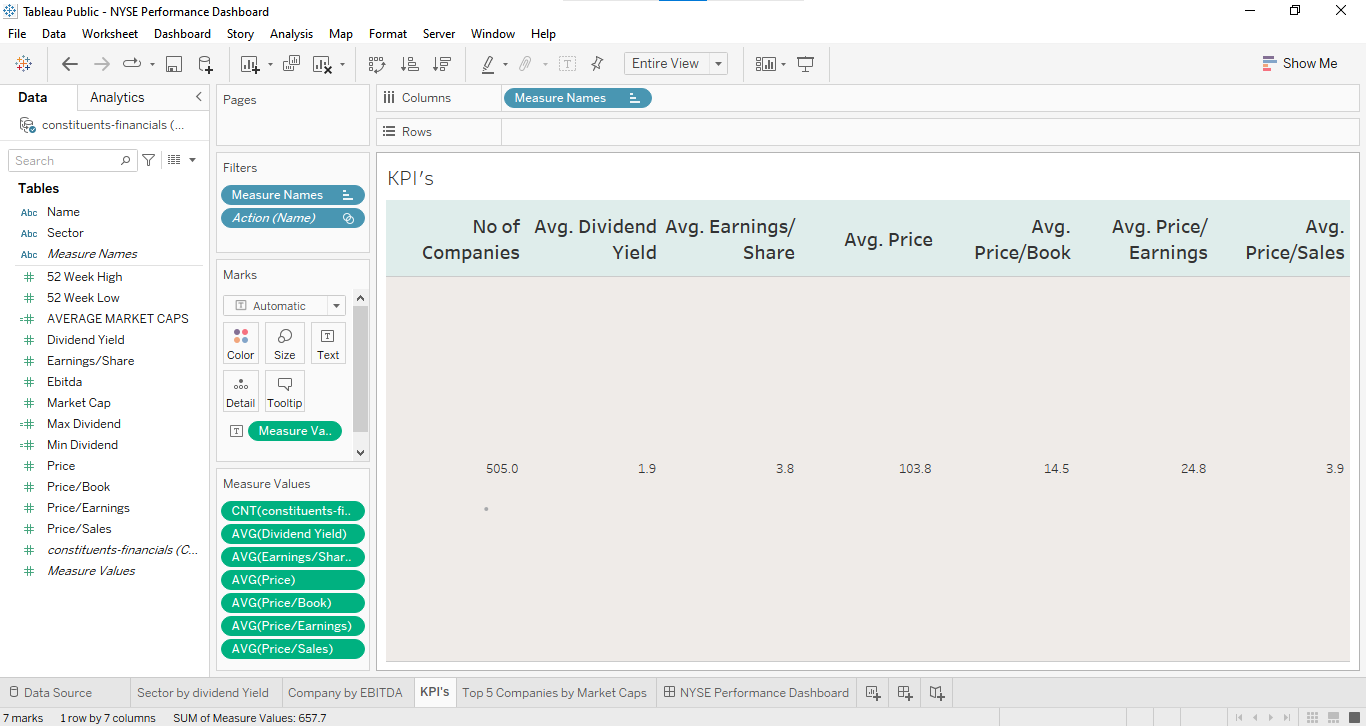 Tableau Public - NYSE Performance Dashboard
File Data Worksheet Dashboard Story Analysis Map Format Server Window Help
Entire View
Show Me
Data Analytics
constituents-financials (...
Search
Tables
Abc Name
Abc Sector
Abc Measure Names
52 Week High
52 Week Low
AVERAGE MARKET CAPS
Dividend Yield
Earnings/Share
Ebitda
Market Cap
Max Dividend
Min Dividend
Price
Price/Book
Price/Earnings
Price/Sales
constituents-financials (C...
Measure Values
Pages
Filters
Measure Names
Action (Name)
Marks
Automatic
Color Size Text
Detail Tooltip
Measure Va..
Measure Values
CNT(constituents-fi..
AVG(Dividend Yield)
AVG(Earnings/Shar..
AVG(Price)
AVG(Price/Book)
AVG(Price/Earnings)
AVG(Price/Sales)
Columns Measure Names
Rows
KPI's
No of Avg. Dividend Avg. Earnings/ Avg. Price Avg. Avg. Price/ Avg.
Companies Yield Share Price/Book Earnings Price/Sales
505.0 1.9 3.8 103.8 14.5 24.8 3.9
Data Source Sector by dividend Yield Company by EBITDA KPI's Top 5 Companies by Market Caps NYSE Performance Dashboard
7 marks 1 row by 7 columns SUM of Measure Values: 657.7